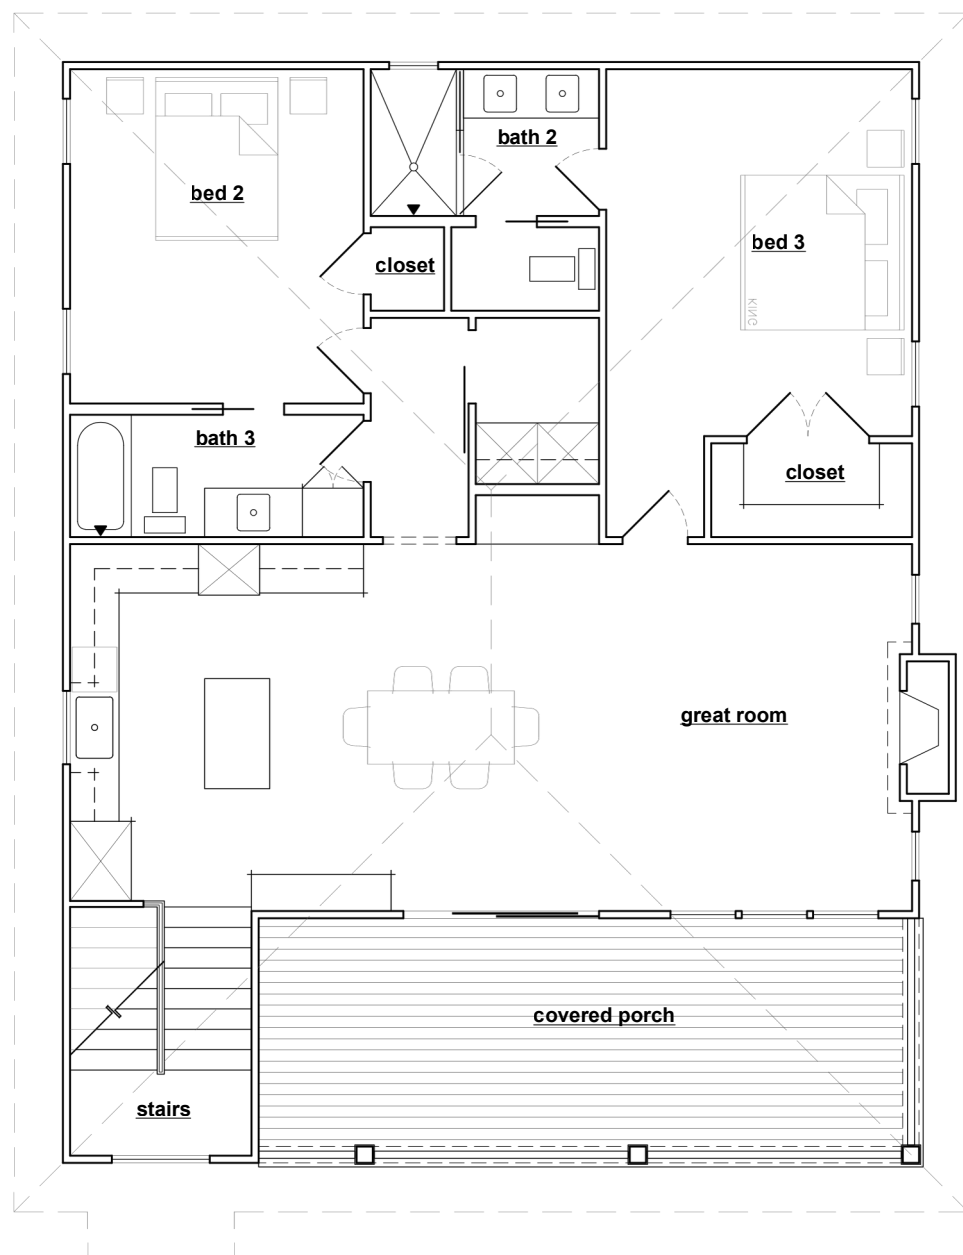 bath 2
bed 2
bed 3
closet
KING
bath 3
closet
great room
covered porch
stairs